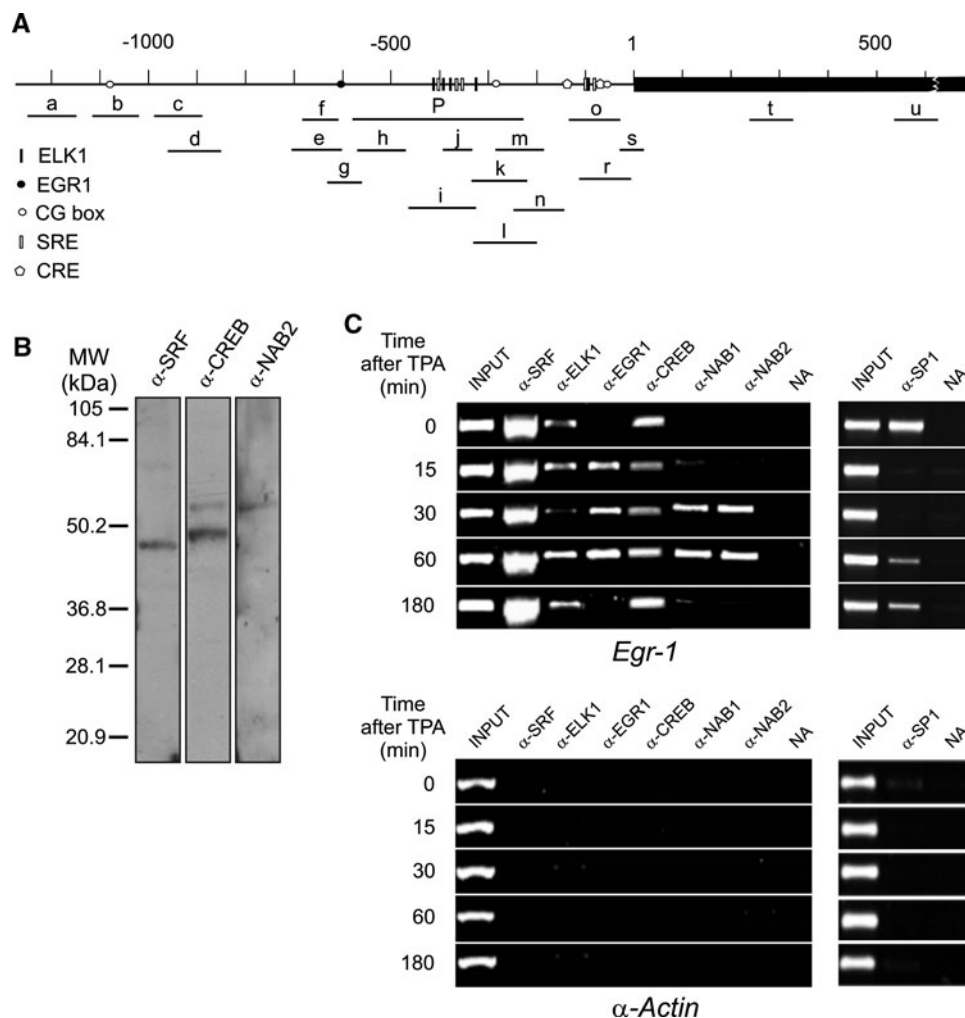 A
-1000 -500 1 500
a b c f P o t u
d e h j m s
ELK1 g k r
EGR1 i n
CG box l
SRE
CRE
B
MW
(kDa)
α-SRF α-CREB α-NAB2
105
84.1
50.2
36.8
28.1
20.9
C
Time
after TPA
(min)
INPUT α-SRF α-ELK1 α-EGR1 α-CREB α-NAB1 α-NAB2 NA INPUT α-SP1 NA
0
15
30
60
180
Egr-1
Time
after TPA
(min)
INPUT α-SRF α-ELK1 α-EGR1 α-CREB α-NAB1 α-NAB2 NA INPUT α-SP1 NA
0
15
30
60
180
α-Actin